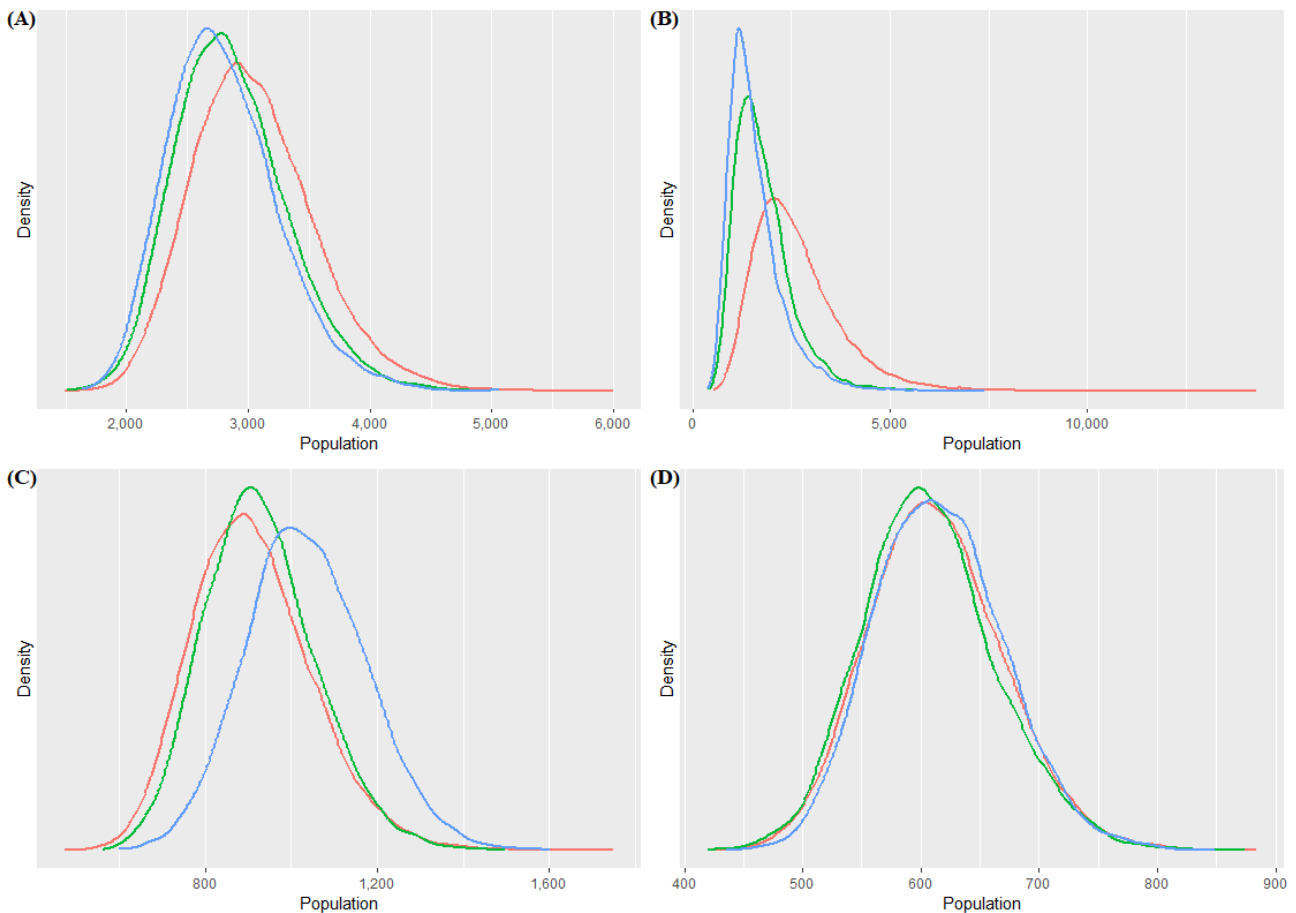 (A)
Density
2,000 3,000 4,000 5,000 6,000
Population
(B)
Density
0 5,000 10,000
Population
(C)
Density
800 1,200 1,600
Population
(D)
Density
400 500 600 700 800 900
Population